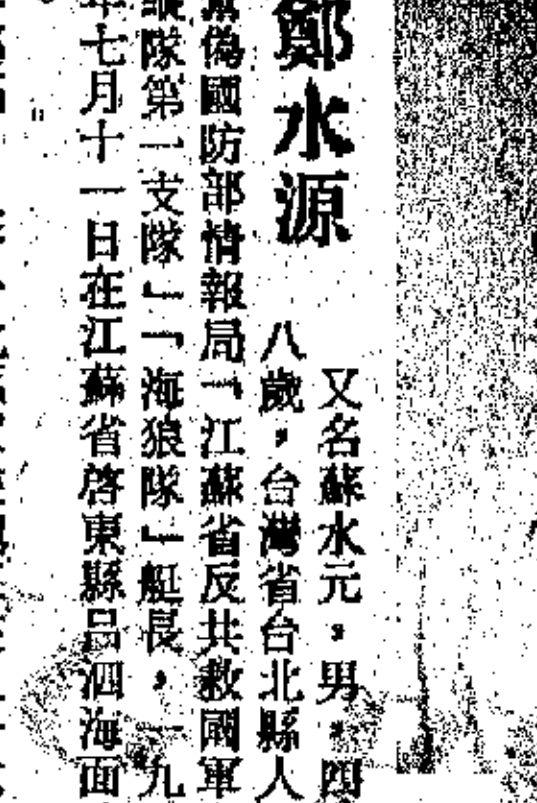 鄭水源
又名蘇水元，男，四
八歲，台灣省台北縣人
偽國防部情報局「江蘇省反共救國軍
縱隊第一支隊」「海狼隊」艇長，一九
年七月十一日在江蘇省啓東縣呂泗海面